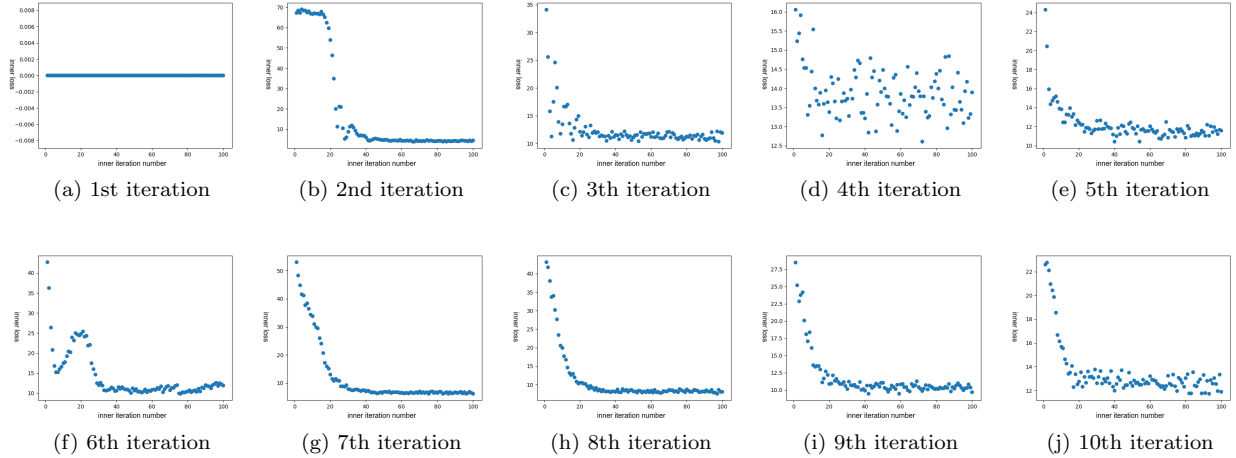 0.008
0.006
0.004
0.002
0.000
−0.002
−0.004
−0.006
−0.008
inner loss
0 20 40 60 80 100
inner iteration number
(a) 1st iteration
70
60
50
40
30
20
10
inner loss
0 20 40 60 80 100
inner iteration number
(b) 2nd iteration
35
30
25
20
15
10
inner loss
0 20 40 60 80 100
inner iteration number
(c) 3th iteration
16.0
15.5
15.0
14.5
14.0
13.5
13.0
12.5
inner loss
0 20 40 60 80 100
inner iteration number
(d) 4th iteration
24
22
20
18
16
14
12
10
inner loss
0 20 40 60 80 100
inner iteration number
(e) 5th iteration
40
35
30
25
20
15
10
inner loss
0 20 40 60 80 100
inner iteration number
(f) 6th iteration
50
40
30
20
10
inner loss
0 20 40 60 80 100
inner iteration number
(g) 7th iteration
40
35
30
25
20
15
10
inner loss
0 20 40 60 80 100
inner iteration number
(h) 8th iteration
27.5
25.0
22.5
20.0
17.5
15.0
12.5
10.0
inner loss
0 20 40 60 80 100
inner iteration number
(i) 9th iteration
22
20
18
16
14
12
inner loss
0 20 40 60 80 100
inner iteration number
(j) 10th iteration